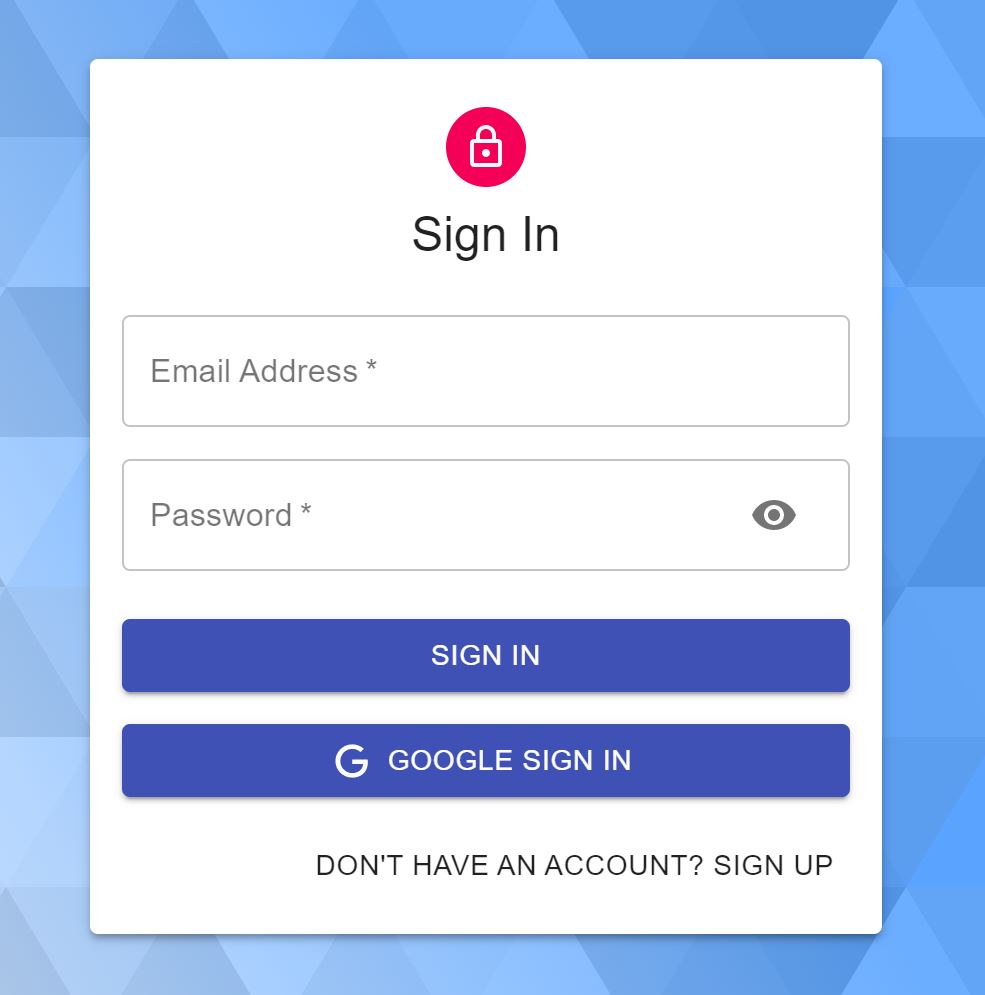 Sign In
Email Address *
Password *
SIGN IN
GOOGLE SIGN IN
DON'T HAVE AN ACCOUNT? SIGN UP